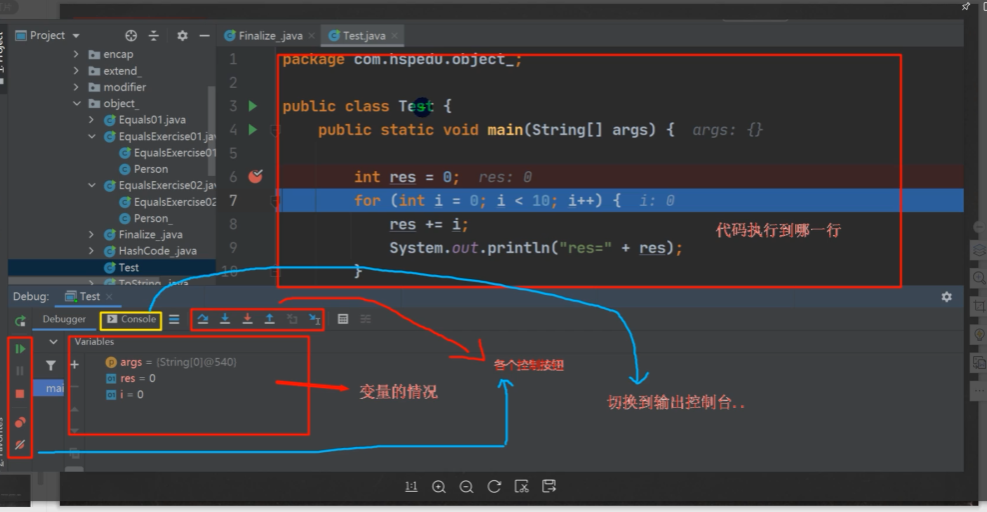 Project
Finalize_.java
Test.java
encap
extend_
modifier
object_
Equals01.java
EqualsExercise01.jav
EqualsExercise01
Person
EqualsExercise02.jav
EqualsExercise02
Person_
Finalize_.java
HashCode_.java
Test
ToString_.java
1 package com.hspedu.object_;
2
3 public class Test {
4 public static void main(String[] args) { args: {}
5
6 int res = 0; res: 0
7 for (int i = 0; i < 10; i++) { i: 0
8 res += i;
9 System.out.println("res=" + res);
10 }
代码执行到哪一行
Debug: Test
Debugger
Console
Variables
args = {String[0]@540}
res = 0
i = 0
mai
变量的情况
各个控制按钮
切换到输出控制台..
1:1